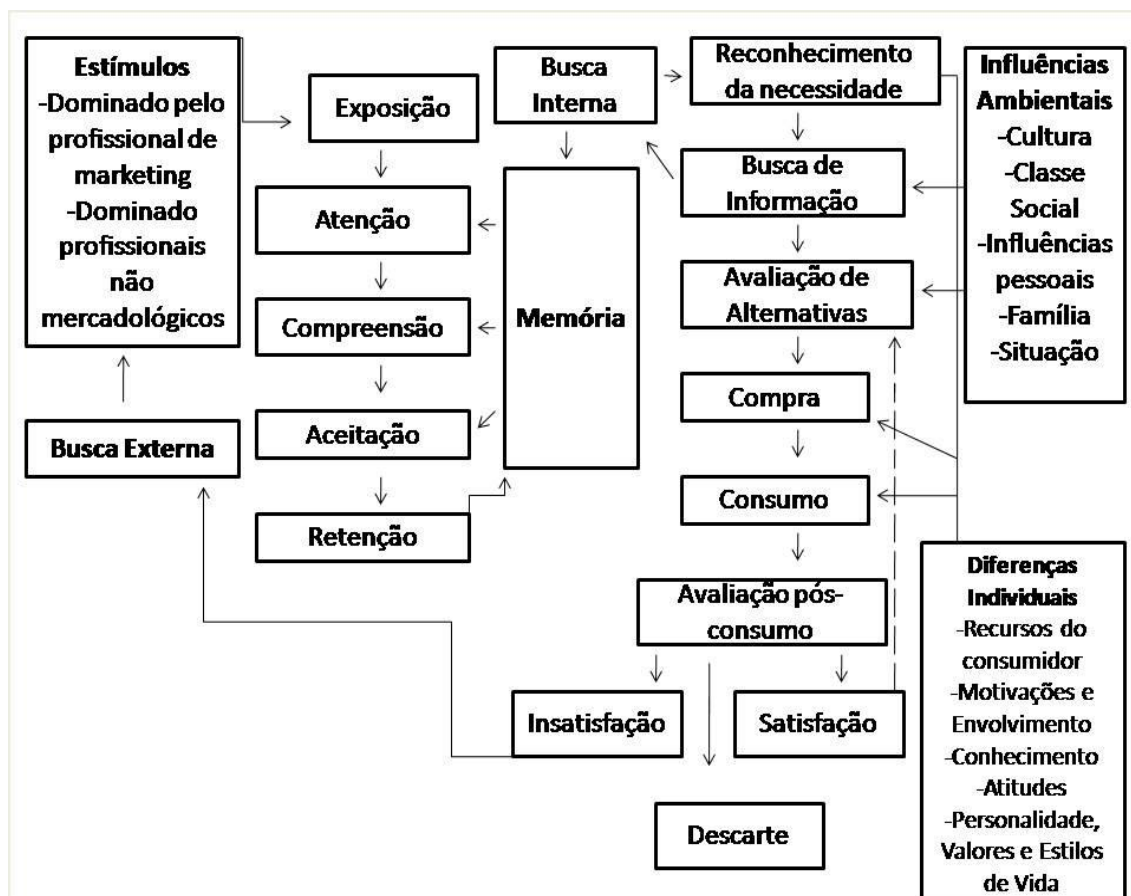 Estímulos
-Dominado pelo
profissional de
marketing
-Dominado
profissionais
não
mercadológicos
Exposição
Atenção
Compreensão
Aceitação
Retenção
Busca Externa
Busca
Interna
Memória
Reconhecimento
da necessidade
Busca de
Informação
Avaliação de
Alternativas
Compra
Consumo
Avaliação pós-
consumo
Insatisfação
Satisfação
Descarte
Influências
Ambientais
-Cultura
-Classe
Social
-Influências
pessoais
-Família
-Situação
Diferenças
Individuais
-Recursos do
consumidor
-Motivações e
Envolvimento
-Conhecimento
-Atitudes
-Personalidade,
Valores e Estilos
de Vida